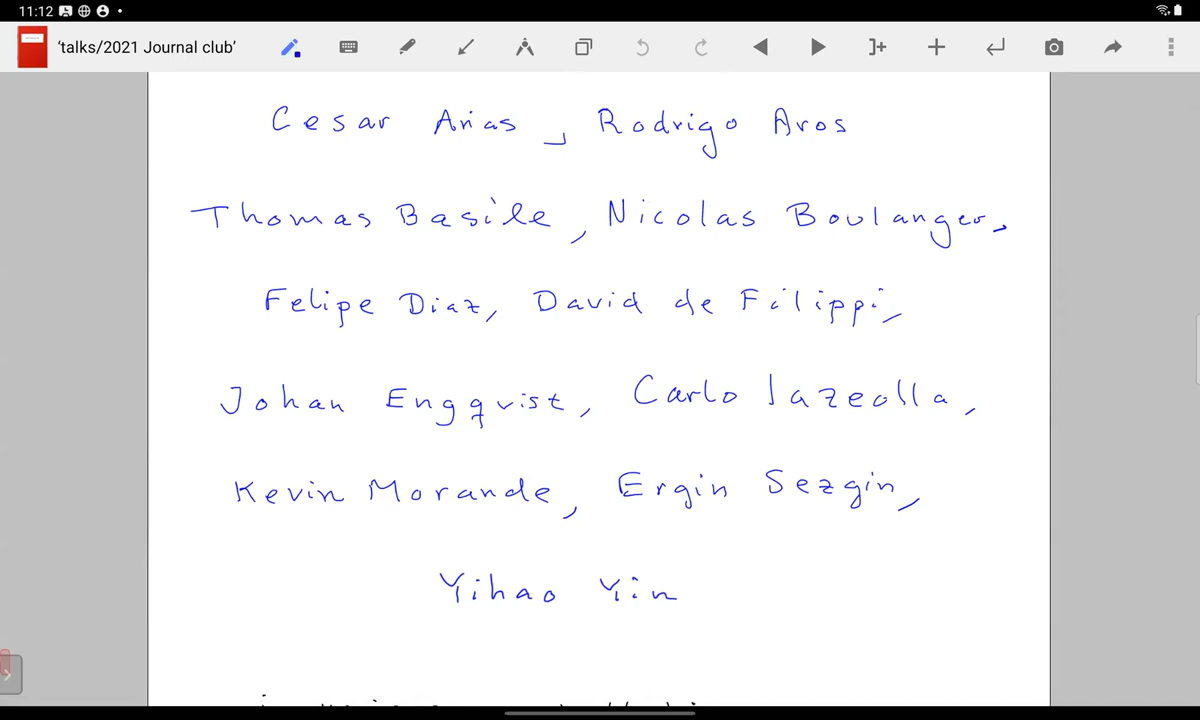 11:12
‘talks/2021 Journal club’
Cesar Arias, Rodrigo Aros
Thomas Basile, Nicolas Boulanger,
Felipe Diaz, David de Filippi,
Johan Engqvist, Carlo Iazeolla,
Kevin Morande, Ergin Sezgin,
Yihao Yin